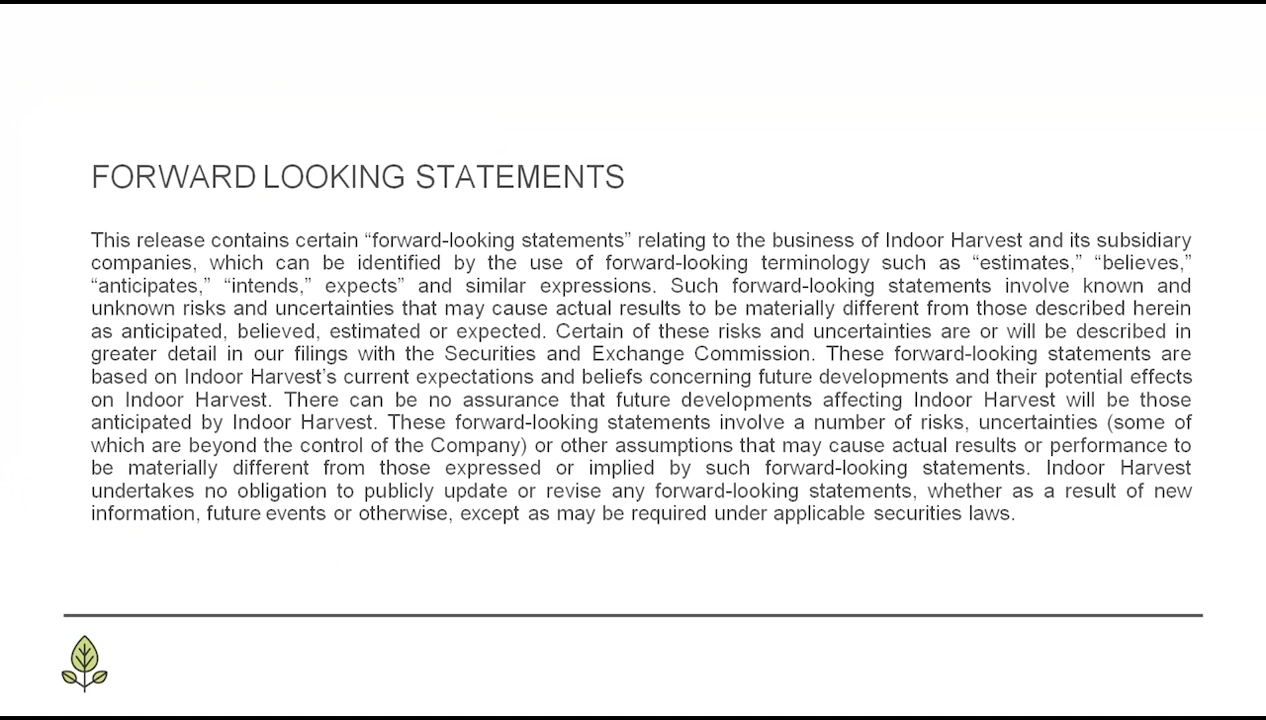 FORWARD LOOKING STATEMENTS
This release contains certain “forward-looking statements” relating to the business of Indoor Harvest and its subsidiary
companies, which can be identified by the use of forward-looking terminology such as “estimates,” “believes,”
“anticipates,” “intends,” expects” and similar expressions. Such forward-looking statements involve known and
unknown risks and uncertainties that may cause actual results to be materially different from those described herein
as anticipated, believed, estimated or expected. Certain of these risks and uncertainties are or will be described in
greater detail in our filings with the Securities and Exchange Commission. These forward-looking statements are
based on Indoor Harvest’s current expectations and beliefs concerning future developments and their potential effects
on Indoor Harvest. There can be no assurance that future developments affecting Indoor Harvest will be those
anticipated by Indoor Harvest. These forward-looking statements involve a number of risks, uncertainties (some of
which are beyond the control of the Company) or other assumptions that may cause actual results or performance to
be materially different from those expressed or implied by such forward-looking statements. Indoor Harvest
undertakes no obligation to publicly update or revise any forward-looking statements, whether as a result of new
information, future events or otherwise, except as may be required under applicable securities laws.